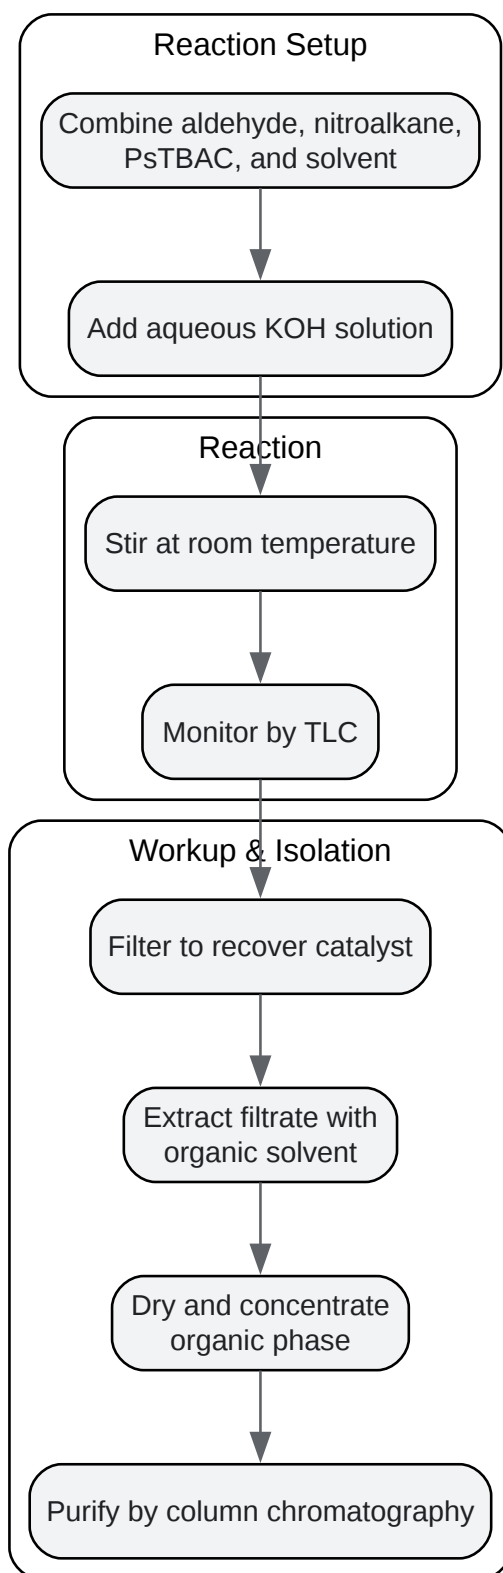 Reaction Setup
Combine aldehyde, nitroalkane,
PsTBAC, and solvent
Add aqueous KOH solution
Reaction
Stir at room temperature
Monitor by TLC
Workup & Isolation
Filter to recover catalyst
Extract filtrate with
organic solvent
Dry and concentrate
organic phase
Purify by column chromatography